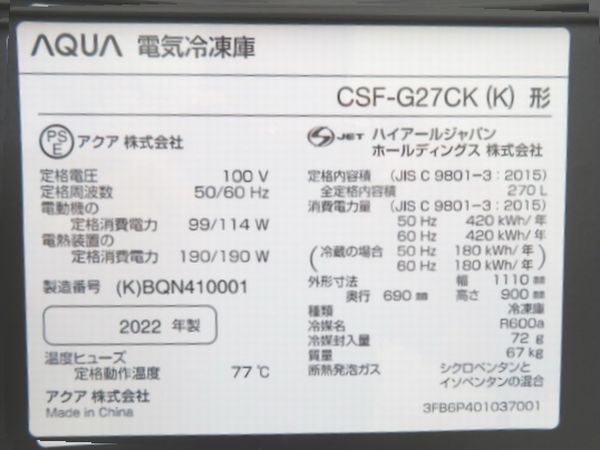 AQUA 電気冷凍庫
CSF-G27CK (K) 形
PS
E
アクア 株式会社
定格電圧 100 V
定格周波数 50/60 Hz
電動機の
定格消費電力 99/114 W
電熱装置の
定格消費電力 190/190 W
製造番号 (K)BQN410001
2022 年製
温度ヒューズ
定格動作温度 77 ℃
アクア 株式会社
Made in China
JET ハイアールジャパン
ホールディングス 株式会社
定格内容積 (JIS C 9801-3 : 2015)
全定格内容積 270 L
消費電力量 (JIS C 9801-3 : 2015)
50 Hz 420 kWh/年
60 Hz 420 kWh/年
(冷蔵の場合 50 Hz 180 kWh/年
60 Hz 180 kWh/年)
外形寸法 幅 1110 ㎜
奥行 690 ㎜ 高さ 900 ㎜
種類 冷凍庫
冷媒名 R600a
冷媒封入量 72 g
質量 67 kg
断熱発泡ガス シクロペンタンと
イソペンタンの混合
3FB6P401037001